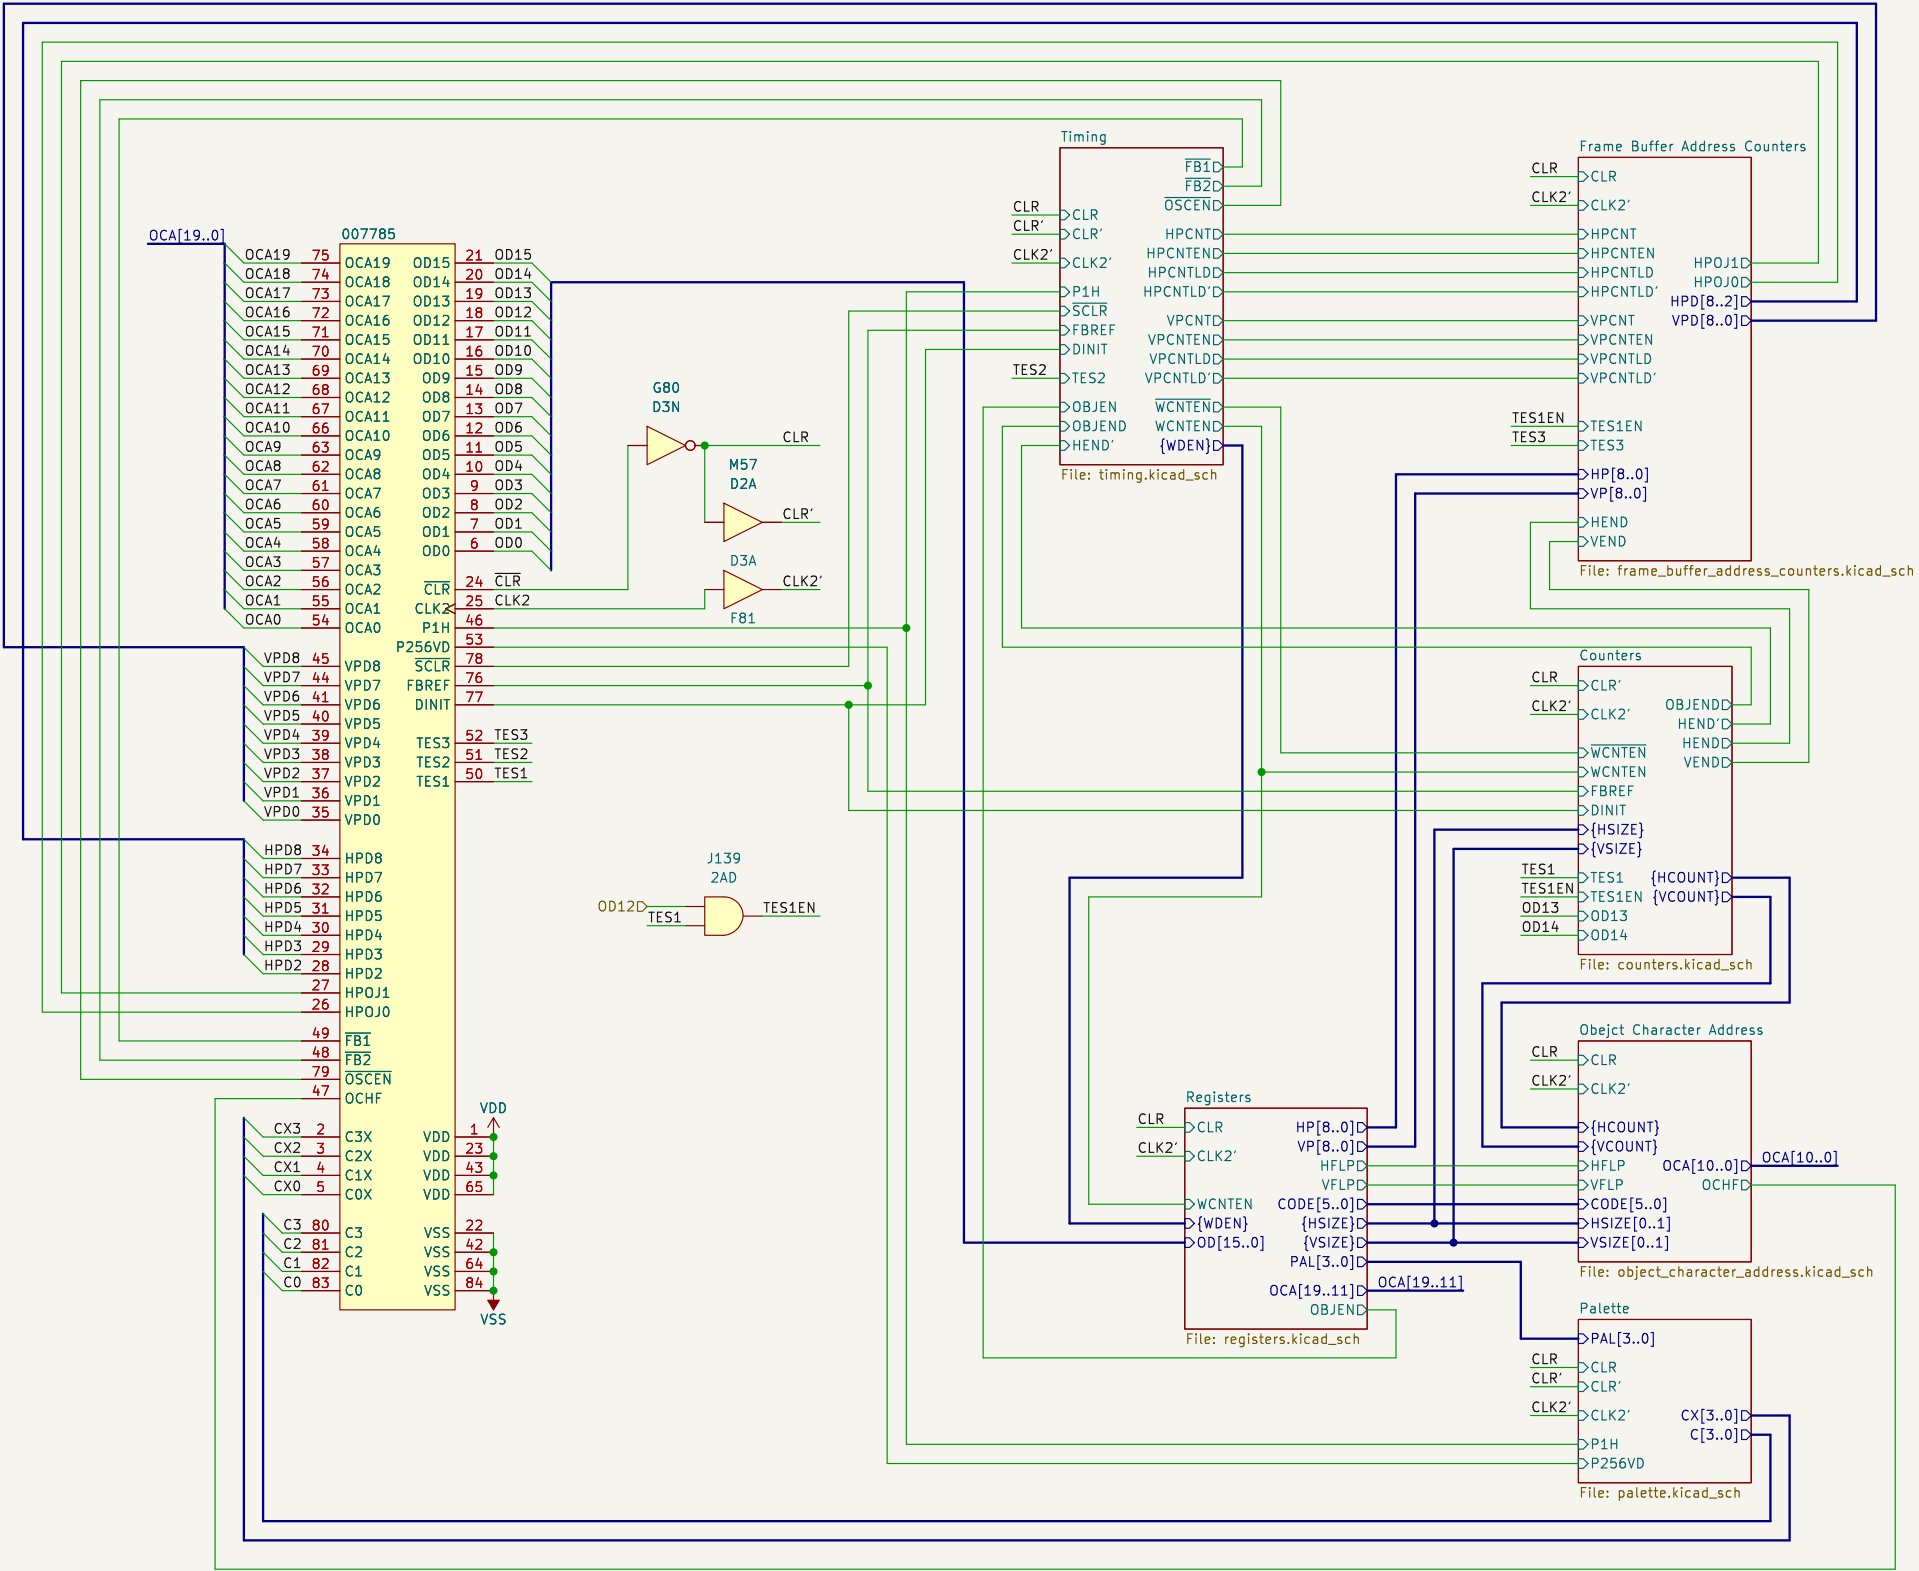 OCA[19..0]
007785
OCA19 75 OCA19 OD15 21 OD15
OCA18 74 OCA18 OD14 20 OD14
OCA17 73 OCA17 OD13 19 OD13
OCA16 72 OCA16 OD12 18 OD12
OCA15 71 OCA15 OD11 17 OD11
OCA14 70 OCA14 OD10 16 OD10
OCA13 69 OCA13 OD9 15 OD9
OCA12 68 OCA12 OD8 14 OD8
OCA11 67 OCA11 OD7 13 OD7
OCA10 66 OCA10 OD6 12 OD6
OCA9 63 OCA9 OD5 11 OD5
OCA8 62 OCA8 OD4 10 OD4
OCA7 61 OCA7 OD3 9 OD3
OCA6 60 OCA6 OD2 8 OD2
OCA5 59 OCA5 OD1 7 OD1
OCA4 58 OCA4 OD0 6 OD0
OCA3 57 OCA3
OCA2 56 OCA2 CLR 24 CLR
OCA1 55 OCA1 CLK2 25 CLK2
OCA0 54 OCA0 P1H 46
P256VD 53
VPD8 45 VPD8 SCLR 78
VPD7 44 VPD7 FBREF 76
VPD6 41 VPD6 DINIT 77
VPD5 40 VPD5
VPD4 39 VPD4 TES3 52 TES3
VPD3 38 VPD3 TES2 51 TES2
VPD2 37 VPD2 TES1 50 TES1
VPD1 36 VPD1
VPD0 35 VPD0
HPD8 34 HPD8
HPD7 33 HPD7
HPD6 32 HPD6
HPD5 31 HPD5
HPD4 30 HPD4
HPD3 29 HPD3
HPD2 28 HPD2
27 HPOJ1
26 HPOJ0
49 FB1
48 FB2
79 OSCEN
47 OCHF
VDD
CX3 2 C3X VDD 1
CX2 3 C2X VDD 23
CX1 4 C1X VDD 43
CX0 5 C0X VDD 65
C3 80 C3 VSS 22
C2 81 C2 VSS 42
C1 82 C1 VSS 64
C0 83 C0 VSS 84
VSS
G80
D3N
CLR
M57
D2A
CLR'
D3A
CLK2'
F81
J139
2AD
OD12
TES1
TES1EN
Timing
FB1
FB2
OSCEN
CLR CLR
CLR' CLR' HPCNT
HPCNTEN
CLK2' CLK2' HPCNTLD
P1H HPCNTLD'
SCLR
VPCNT
FBREF VPCNTEN
DINIT VPCNTLD
TES2 TES2 VPCNTLD'
OBJEN WCNTEN
OBJEND WCNTEN
HEND' {WDEN}
File: timing.kicad_sch
Frame Buffer Address Counters
CLR CLR
CLK2' CLK2'
HPCNT
HPCNTEN
HPOJ1
HPCNTLD
HPOJ0
HPCNTLD'
HPD[8..2]
VPCNT VPD[8..0]
VPCNTEN
VPCNTLD
VPCNTLD'
TES1EN TES1EN
TES3 TES3
HP[8..0]
VP[8..0]
HEND
VEND
File: frame_buffer_address_counters.kicad_sch
Counters
CLR CLR'
OBJEND
CLK2' CLK2'
HEND'
HEND
WCNTEN
VEND
WCNTEN
FBREF
DINIT
{HSIZE}
{VSIZE}
TES1 TES1 {HCOUNT}
TES1EN TES1EN {VCOUNT}
OD13 OD13
OD14 OD14
File: counters.kicad_sch
Registers
CLR CLR HP[8..0]
VP[8..0]
CLK2' CLK2'
HFLP
VFLP
WCNTEN CODE[5..0]
{WDEN} {HSIZE}
OD[15..0] {VSIZE}
PAL[3..0]
OCA[19..11] OCA[19..11]
OBJEN
File: registers.kicad_sch
Obejct Character Address
CLR CLR
CLK2' CLK2'
{HCOUNT}
{VCOUNT}
HFLP OCA[10..0] OCA[10..0]
VFLP OCHF
CODE[5..0]
HSIZE[0..1]
VSIZE[0..1]
File: object_character_address.kicad_sch
Palette
PAL[3..0]
CLR CLR
CLR' CLR'
CLK2' CLK2' CX[3..0]
C[3..0]
P1H
P256VD
File: palette.kicad_sch